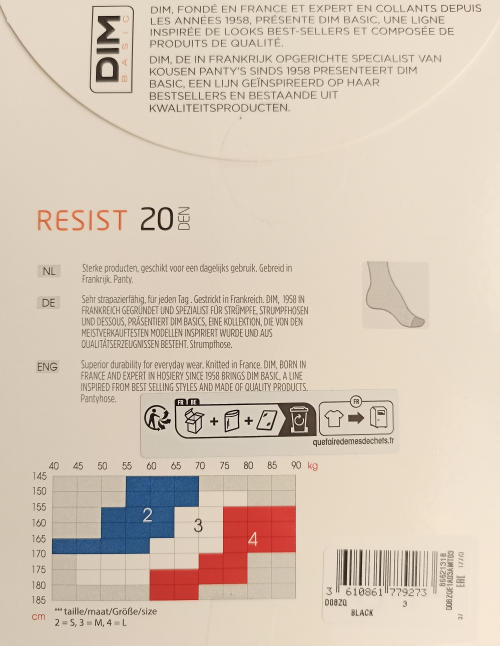 DIM
BASIC
DIM, FONDÉ EN FRANCE ET EXPERT EN COLLANTS DEPUIS
LES ANNÉES 1958, PRÉSENTE DIM BASIC, UNE LIGNE
INSPIRÉE DE LOOKS BEST-SELLERS ET COMPOSÉE DE
PRODUITS DE QUALITÉ.
DIM, DE IN FRANKRIJK OPGERICHTE SPECIALIST VAN
KOUSEN PANTY'S SINDS 1958 PRESENTEERT DIM
BASIC, EEN LIJN GEÏNSPIREERD OP HAAR
BESTSELLERS EN BESTAANDE UIT
KWALITEITSPRODUCTEN.
RESIST 20 DEN
NL
Sterke producten, geschikt voor een dagelijks gebruik. Gebreid in
Frankrijk. Panty.
DE
Sehr strapazierfähig, für jeden Tag. Gestrickt in Frankreich. DIM, 1958 IN
FRANKREICH GEGRÜNDET UND SPEZIALIST FÜR STRÜMPFE, STRUMPFHOSEN
UND DESSOUS, PRÄSENTIERT DIM BASICS, EINE KOLLEKTION, DIE VON DEN
MEISTVERKAUFTESTEN MODELLEN INSPIRIERT WURDE UND AUS
QUALITÄTSERZEUGNISSEN BESTEHT. Strumpfhose.
ENG
Superior durability for everyday wear. Knitted in France. DIM, BORN IN
FRANCE AND EXPERT IN HOSIERY SINCE 1958 BRINGS DIM BASIC, A LINE
INSPIRED FROM BEST SELLING STYLES AND MADE OF QUALITY PRODUCTS.
Pantyhose.
FR BE
+ + +
FR
quefairedemesdechets.fr
40 45 50 55 60 65 70 75 80 85 90 kg
145
150
155
160
165
170
175
180
185
cm
2
3
4
*** taille/maat/Größe/size
2 = S, 3 = M, 4 = L
3 610861 779273
D08ZQ 3
BLACK